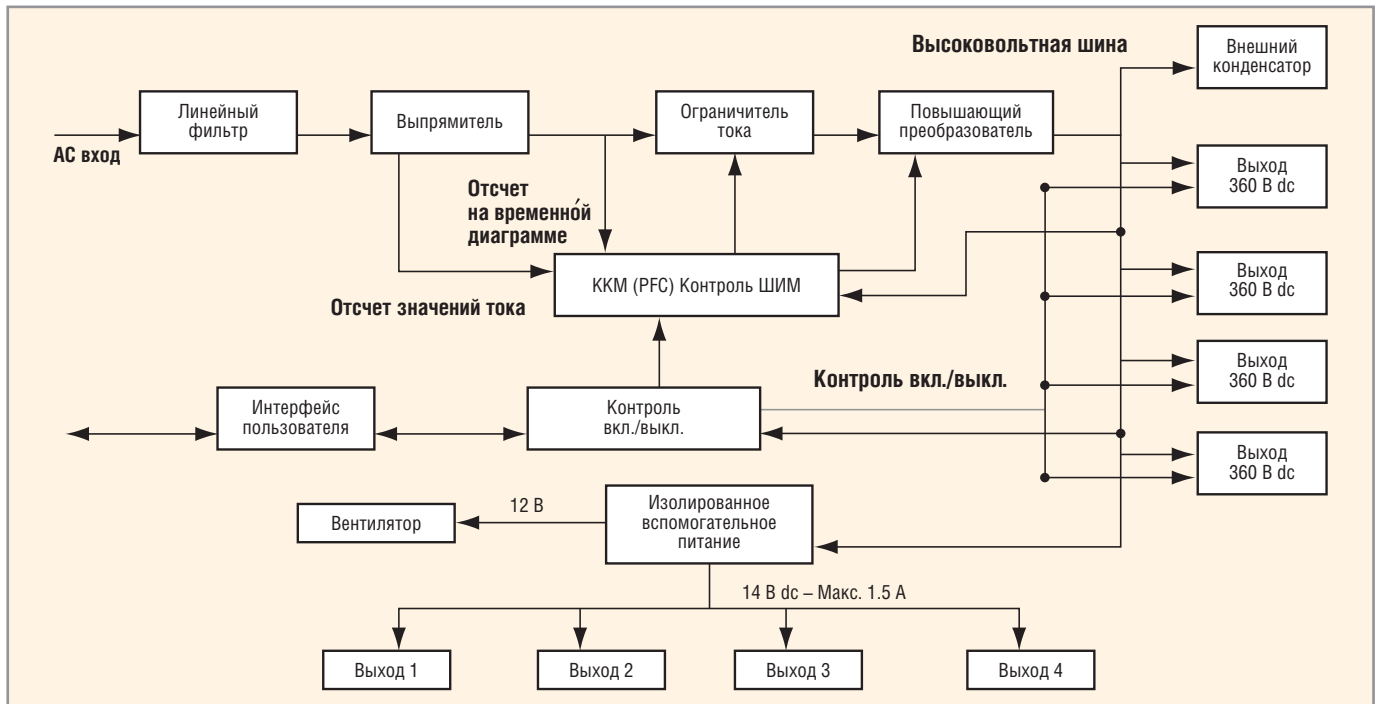 Высоковольтная шина
Внешний
конденсатор
Линейный
фильтр
Выпрямитель
Ограничитель
тока
Повышающий
преобразователь
АС вход
Выход
360 В dc
Отсчет
на временно́й
диаграмме
ККМ (PFC) Контроль ШИМ
Выход
360 В dc
Отсчет значений тока
Выход
360 В dc
Контроль вкл./выкл.
Интерфейс
пользователя
Контроль
вкл./выкл.
Выход
360 В dc
Вентилятор
12 В
Изолированное
вспомогательное
питание
14 В dc – Макс. 1.5 А
Выход 1
Выход 2
Выход 3
Выход 4